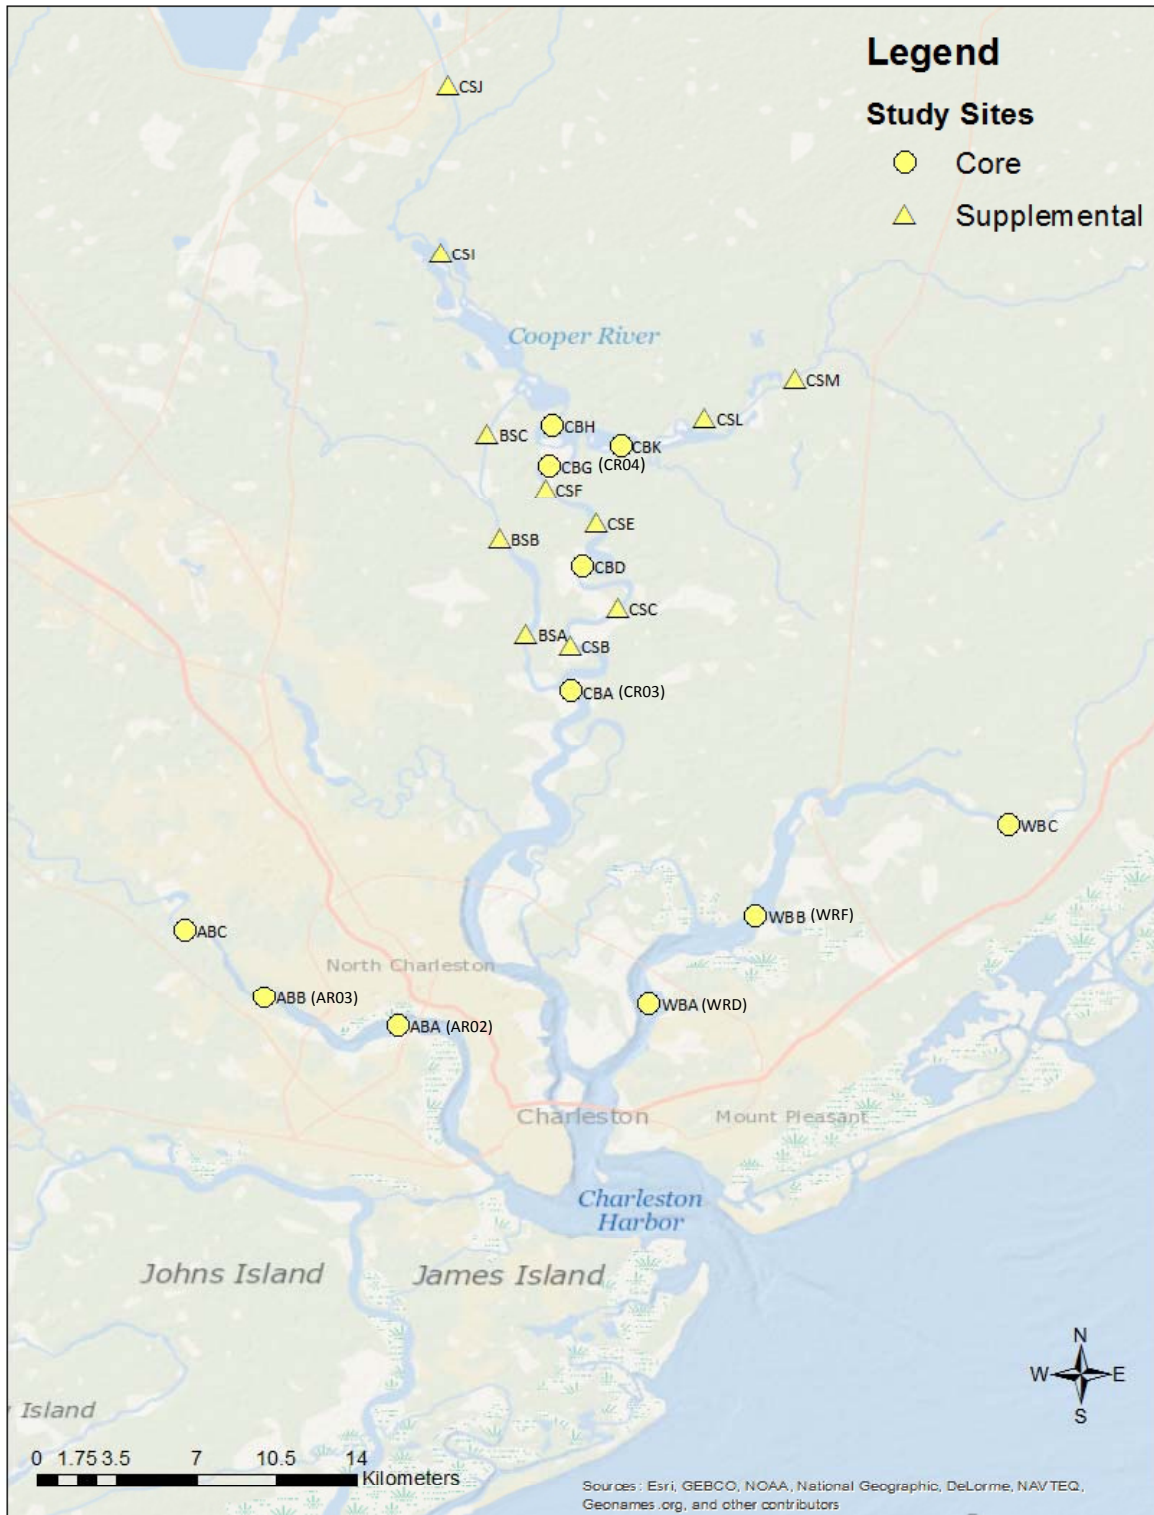 Legend
Study Sites
Core
Supplemental
CSJ
CSI
Cooper River
CSM
CSL
CBH
BSC
CBK
CBG (CR04)
CSF
CSE
BSB
CBD
CSC
BSA
CSB
CBA (CR03)
WBC
WBB (WRF)
ABC
North Charleston
ABB (AR03)
WBA (WRD)
ABA (AR02)
Charleston
Mount Pleasant
Charleston
Harbor
Johns Island
James Island
N
W E
S
Island
0 1.75 3.5 7 10.5 14
Kilometers
Sources: Esri, GEBCO, NOAA, National Geographic, DeLorme, NAVTEQ,
Geonames.org, and other contributors